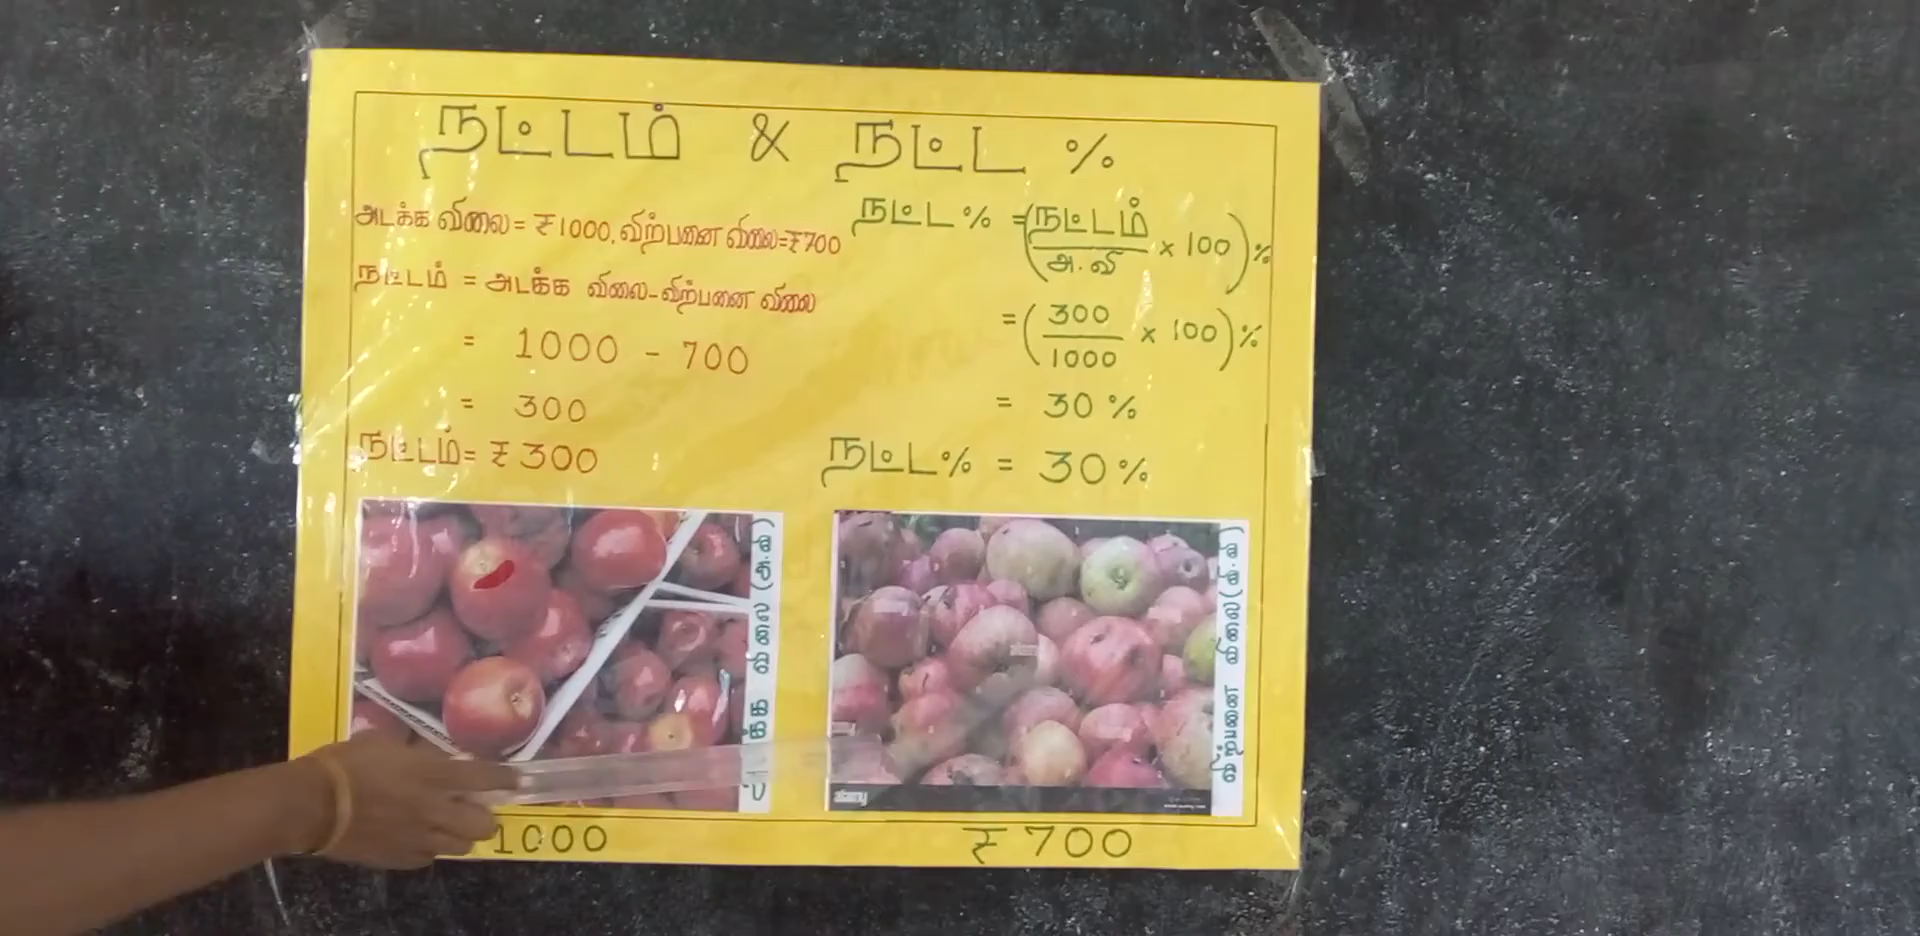 நட்டம் & நட்ட %
அடக்க விலை = ₹1000, விற்பனை விலை=₹700
நட்டம் = அடக்க விலை-விற்பனை விலை
= 1000 - 700
= 300
நட்டம்= ₹300
நட்ட% =(நட்டம்/அ.வி × 100)%
=(300/1000 × 100)%
= 30%
நட்ட% = 30%
விலை (அ.வி)
விற்பனை விலை(வி.வி)
alamy
1000
₹700